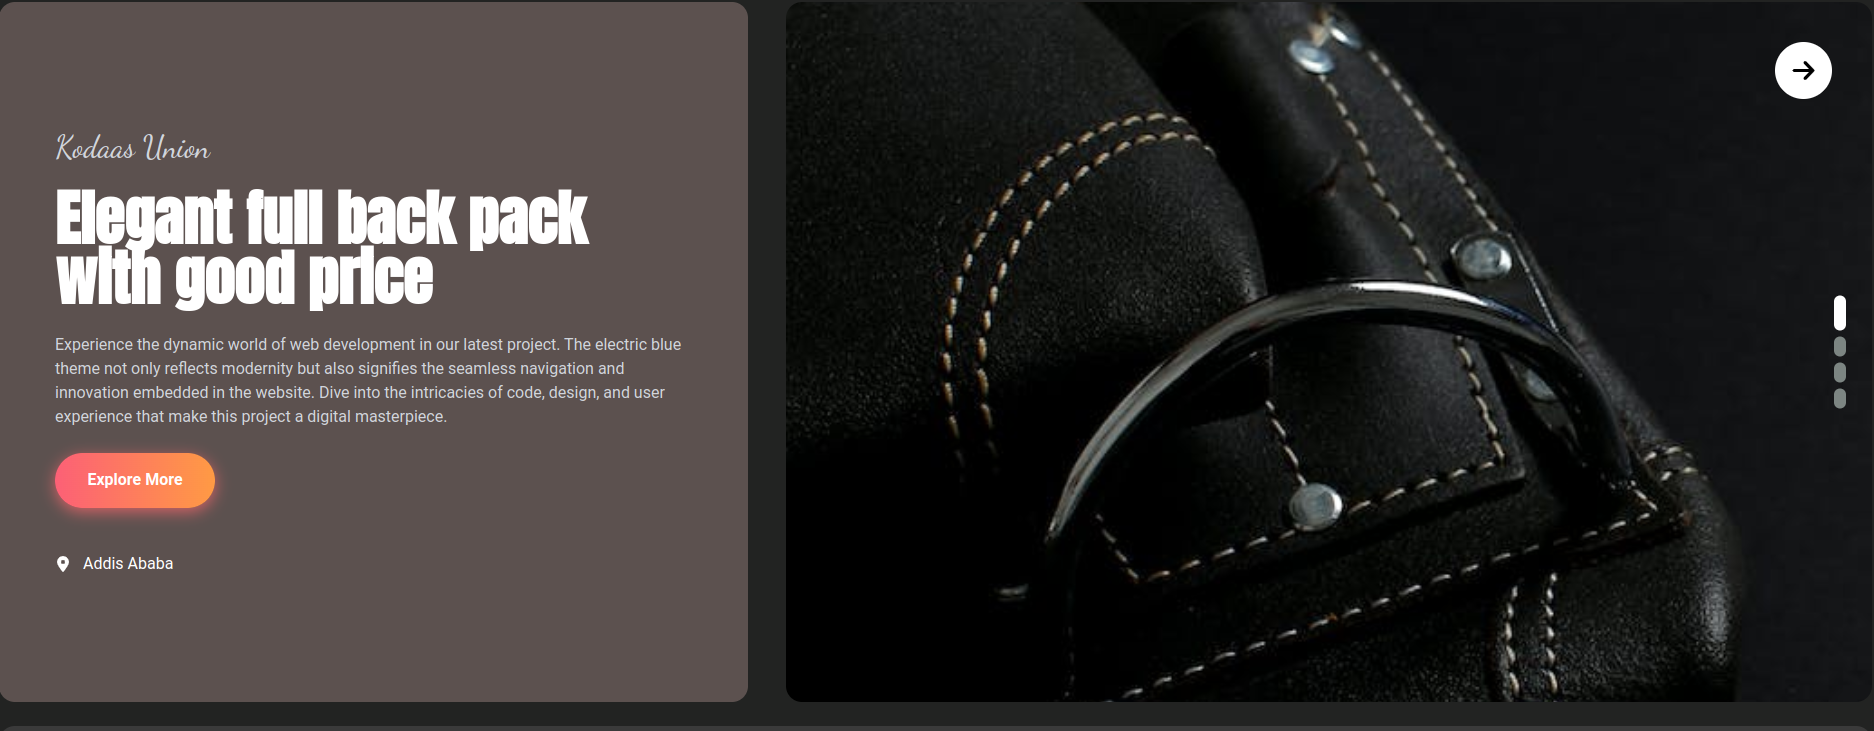 Kodaas Union
Elegant full back pack
with good price
Experience the dynamic world of web development in our latest project. The electric blue
theme not only reflects modernity but also signifies the seamless navigation and
innovation embedded in the website. Dive into the intricacies of code, design, and user
experience that make this project a digital masterpiece.
Explore More
Addis Ababa